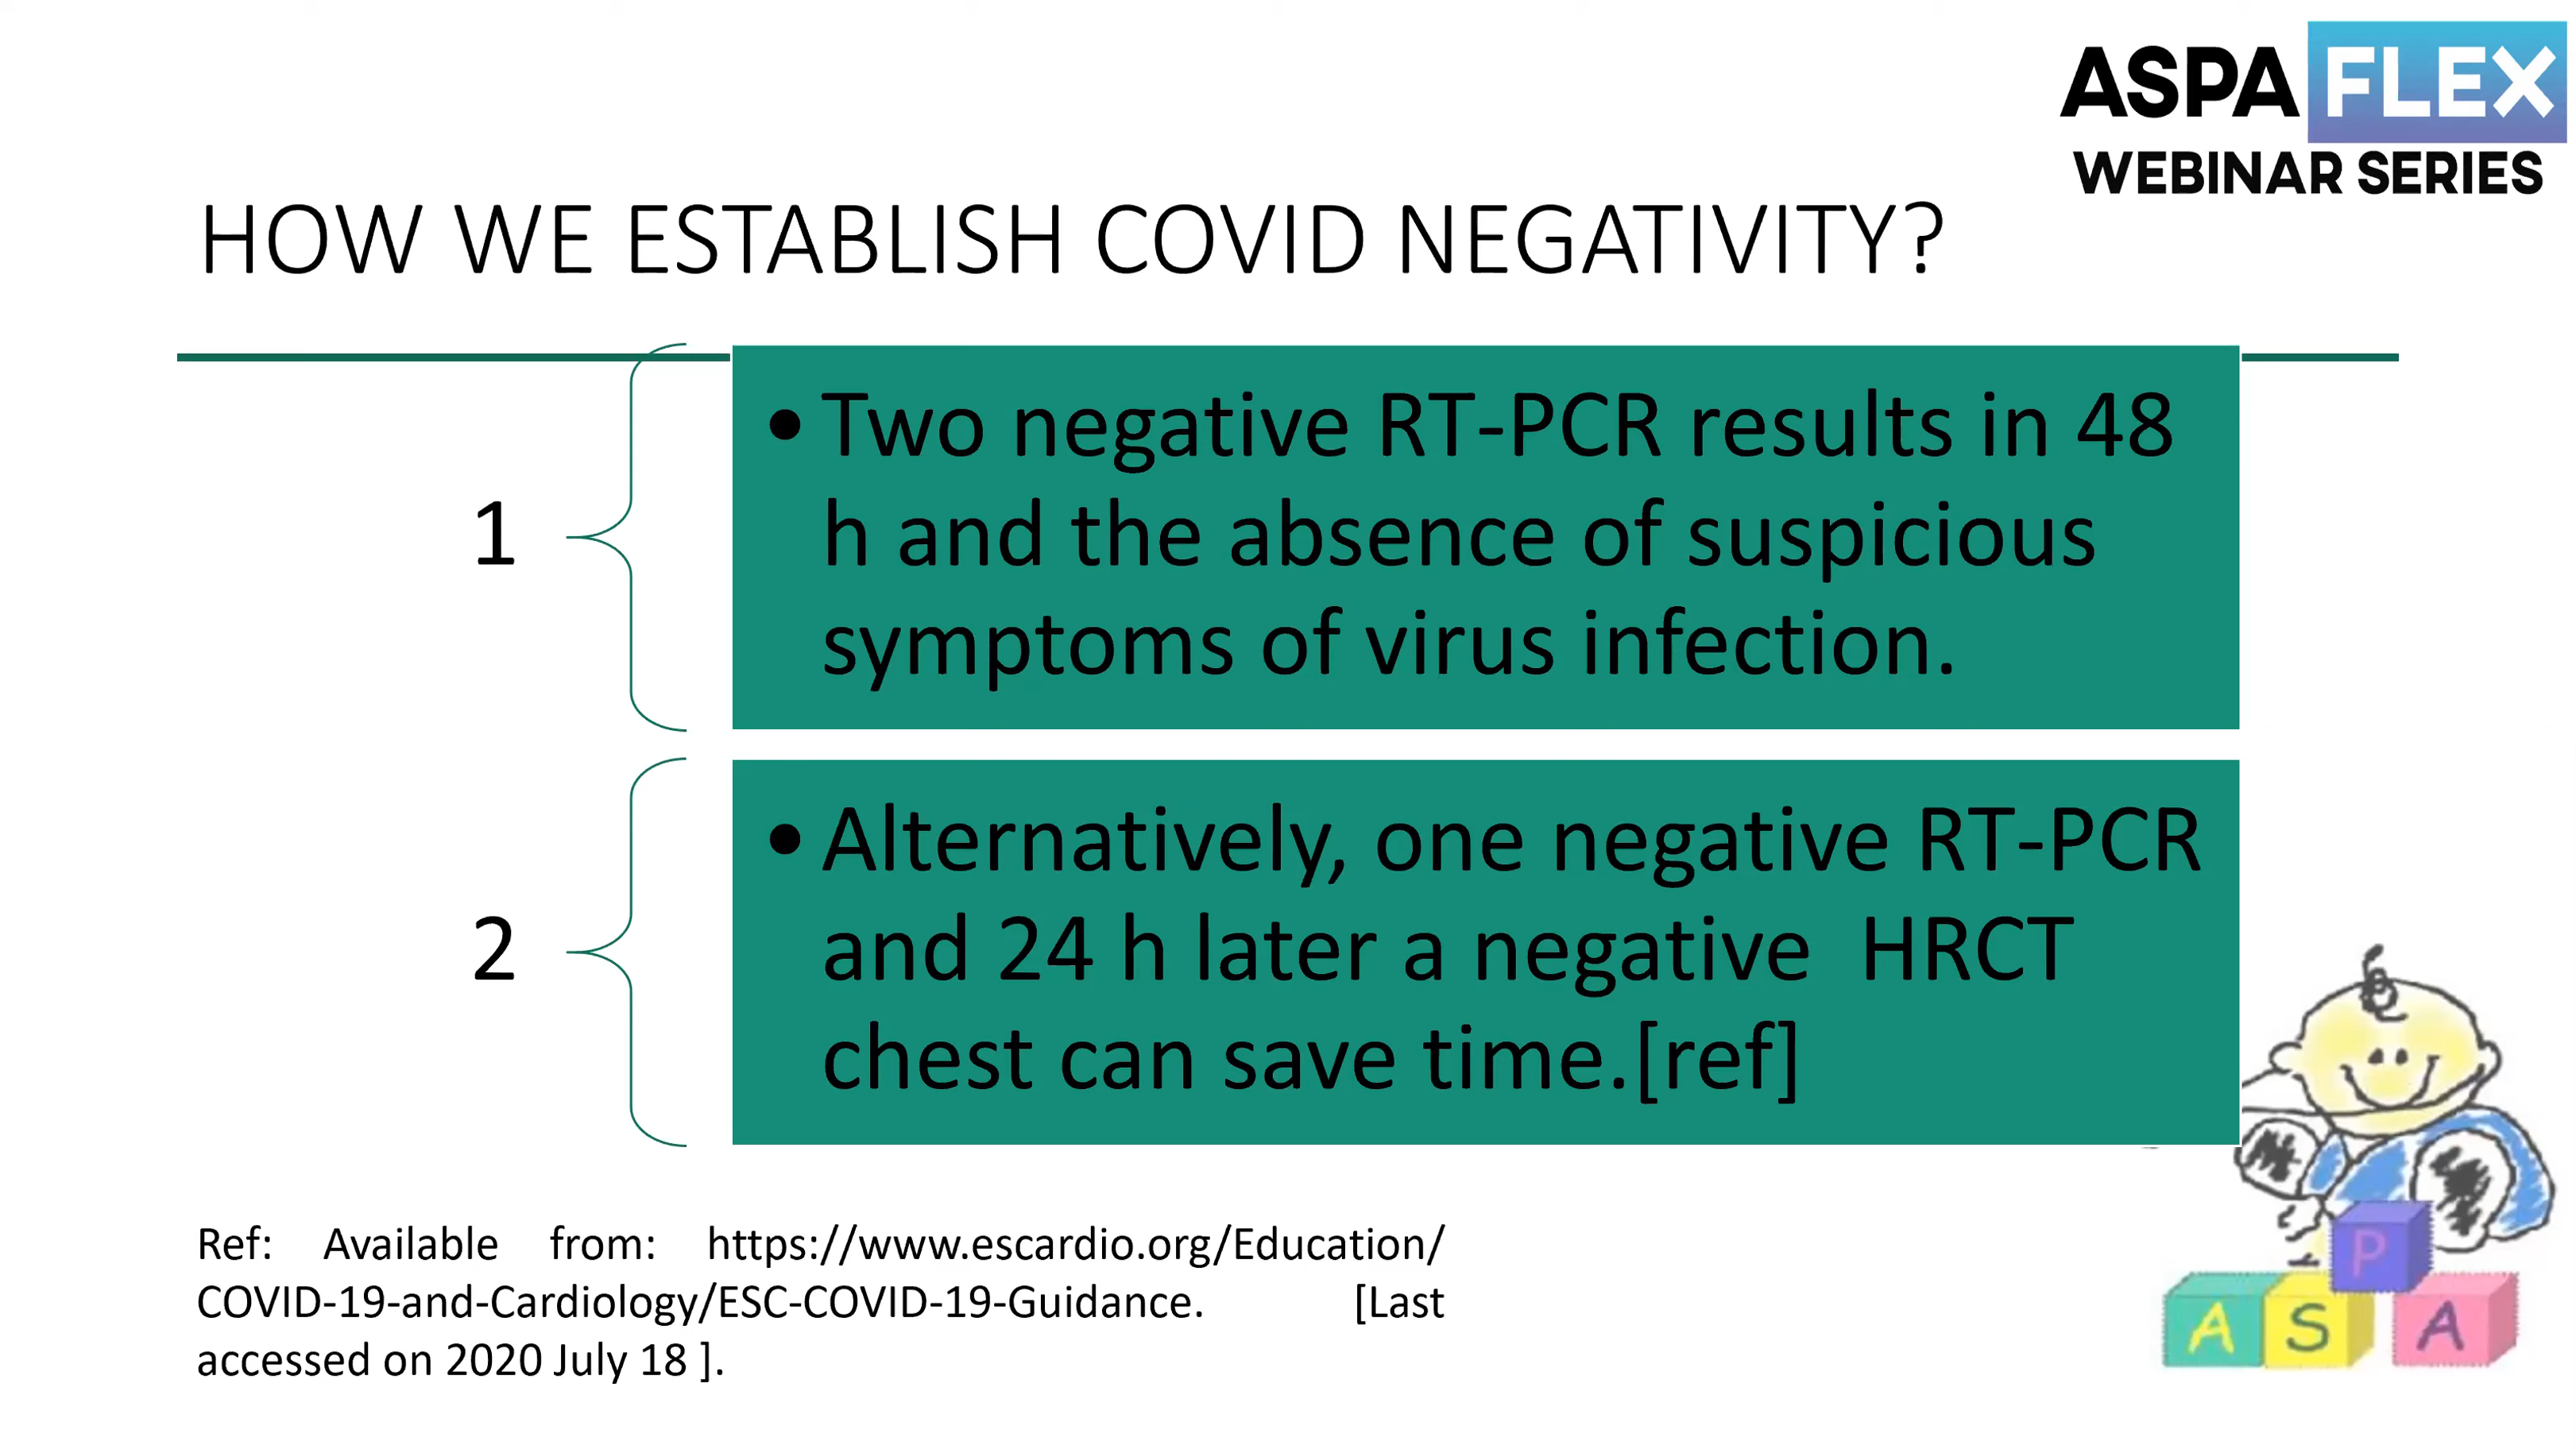 ASPA FLEX
WEBINAR SERIES
HOW WE ESTABLISH COVID NEGATIVITY?
1
• Two negative RT-PCR results in 48
h and the absence of suspicious
symptoms of virus infection.
2
• Alternatively, one negative RT-PCR
and 24 h later a negative  HRCT
chest can save time.[ref]
Ref: Available from: https://www.escardio.org/Education/
COVID-19-and-Cardiology/ESC-COVID-19-Guidance. [Last
accessed on 2020 July 18 ].
P
A S A